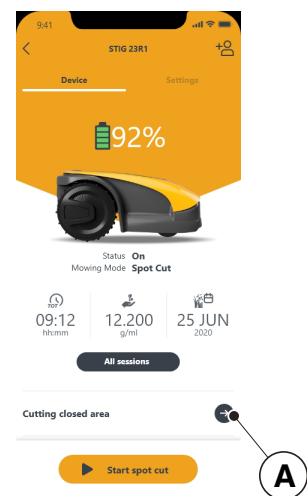 9:41
STIG 23R1
Device Settings
92%
Status On
Mowing Mode Spot Cut
TOT
09:12 12.200 25 JUN
hh:mm g/ml 2020
All sessions
Cutting closed area
A
Start spot cut